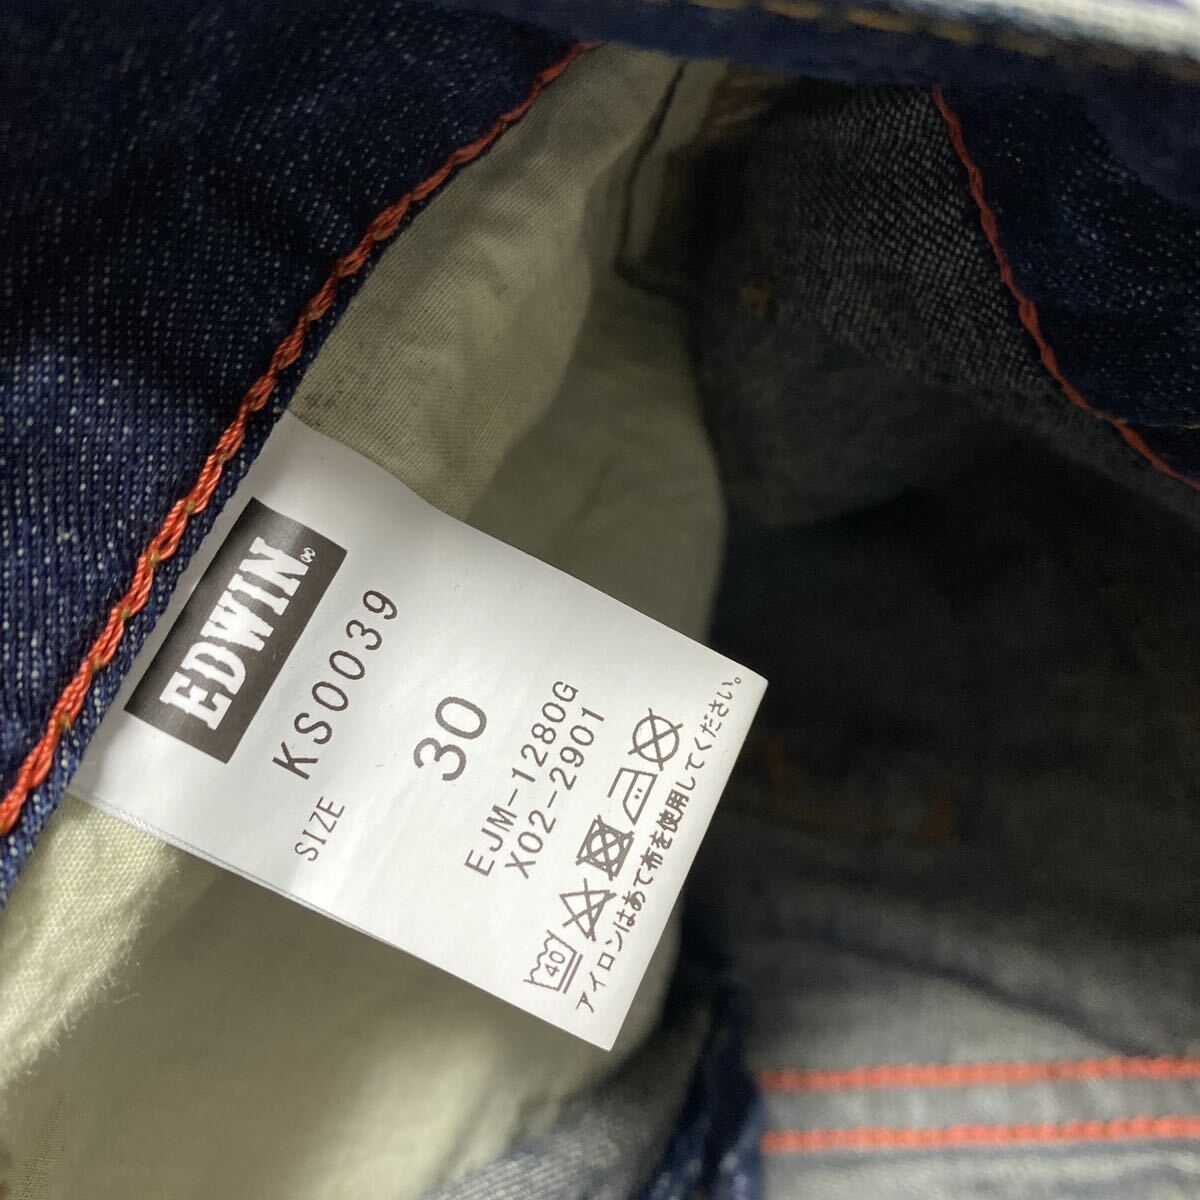 EDWIN®
KS0039
SIZE
30
EJM-1280G
X02-2901
40
アイロンはあて布を使用してください。